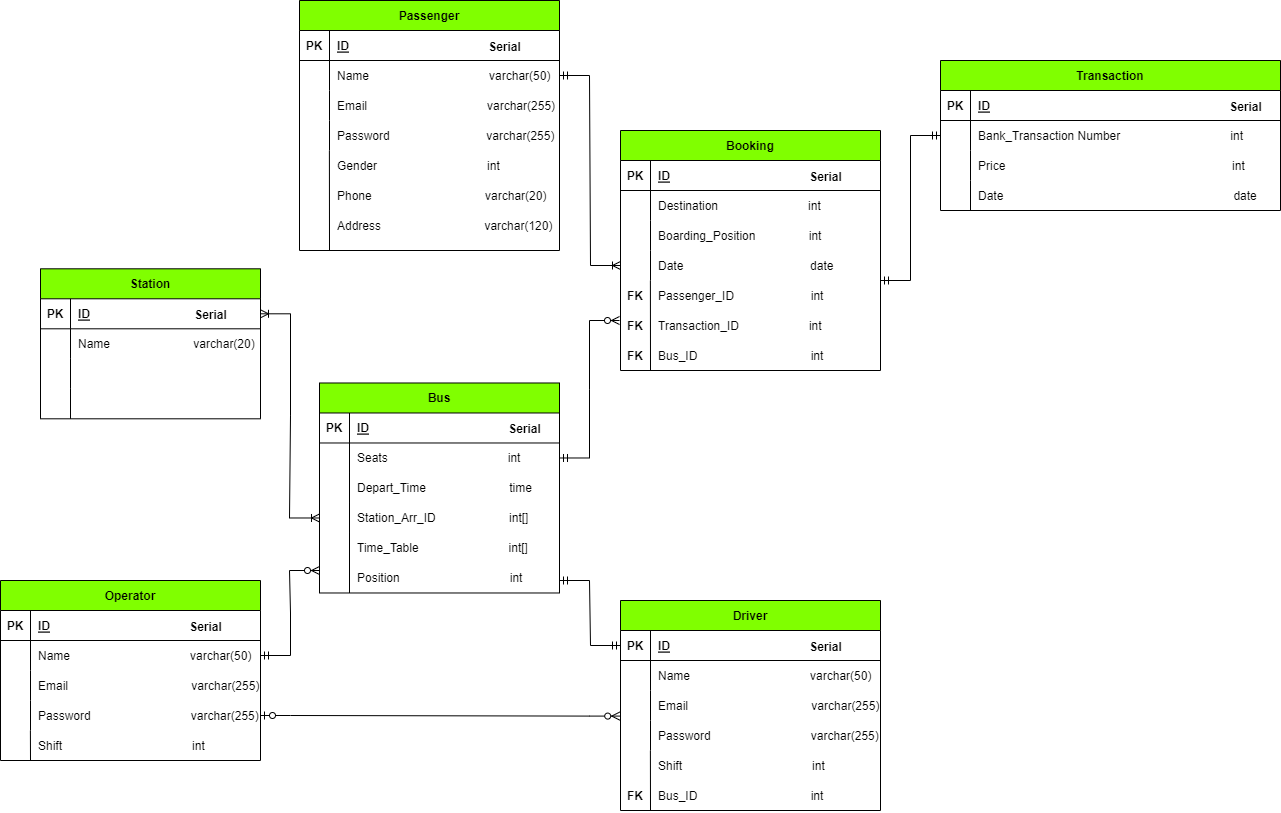 Passenger
PK ID Serial
Name varchar(50)
Email varchar(255)
Password varchar(255)
Gender int
Phone varchar(20)
Address varchar(120)
Transaction
PK ID Serial
Bank_Transaction Number int
Price int
Date date
Booking
PK ID Serial
Destination int
Boarding_Position int
Date date
FK Passenger_ID int
FK Transaction_ID int
FK Bus_ID int
Station
PK ID Serial
Name varchar(20)
Bus
PK ID Serial
Seats int
Depart_Time time
Station_Arr_ID int[]
Time_Table int[]
Position int
Operator
PK ID Serial
Name varchar(50)
Email varchar(255)
Password varchar(255)
Shift int
Driver
PK ID Serial
Name varchar(50)
Email varchar(255)
Password varchar(255)
Shift int
FK Bus_ID int